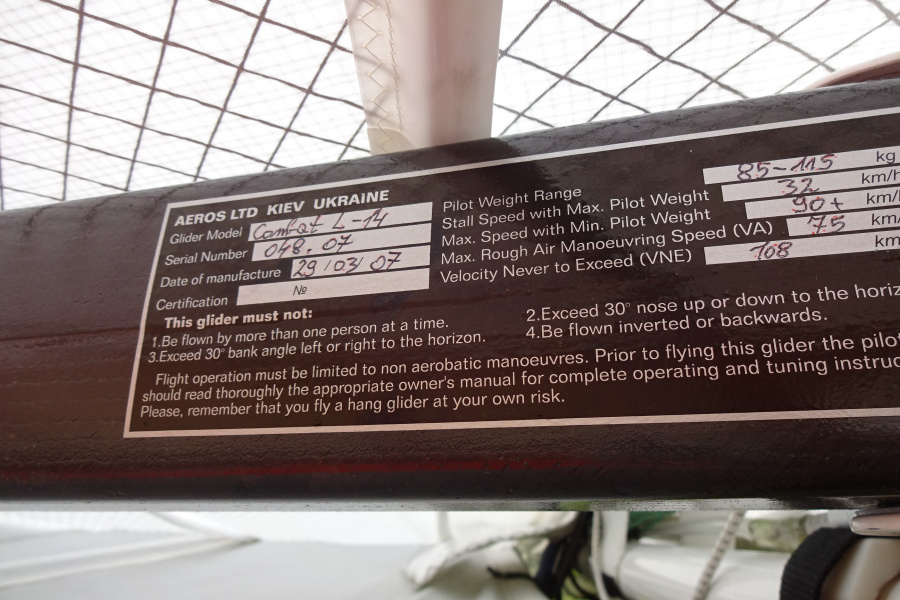 AEROS LTD KIEV UKRAINE
Glider Model Combat L-14
Serial Number 048.07
Date of manufacture 29/03/07
Certification №
Pilot Weight Range 85-115 kg
Stall Speed with Max. Pilot Weight 32 km/h
Max. Speed with Min. Pilot Weight 90+ km/h
Max. Rough Air Manoeuvring Speed (VA) 75 km/
Velocity Never to Exceed (VNE) 108 km
This glider must not:
1.Be flown by more than one person at a time.
2.Exceed 30° nose up or down to the horiz
3.Exceed 30° bank angle left or right to the horizon.
4.Be flown inverted or backwards.
Flight operation must be limited to non aerobatic manoeuvres. Prior to flying this glider the pilot
should read thoroughly the appropriate owner's manual for complete operating and tuning instruc
Please, remember that you fly a hang glider at your own risk.